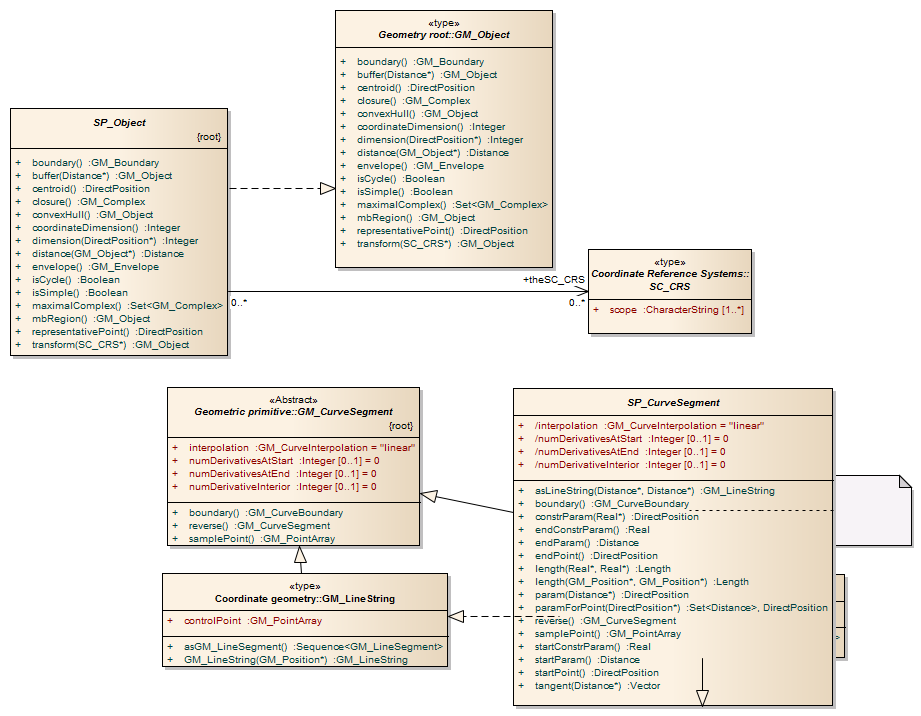 «type»
Geometry root::GM_Object
+ boundary() :GM_Boundary
+ buffer(Distance*) :GM_Object
+ centroid() :DirectPosition
+ closure() :GM_Complex
+ convexHull() :GM_Object
+ coordinateDimension() :Integer
+ dimension(DirectPosition*) :Integer
+ distance(GM_Object*) :Distance
+ envelope() :GM_Envelope
+ isCycle() :Boolean
+ isSimple() :Boolean
+ maximalComplex() :Set<GM_Complex>
+ mbRegion() :GM_Object
+ representativePoint() :DirectPosition
+ transform(SC_CRS*) :GM_Object
SP_Object
{root}
+ boundary() :GM_Boundary
+ buffer(Distance*) :GM_Object
+ centroid() :DirectPosition
+ closure() :GM_Complex
+ convexHull() :GM_Object
+ coordinateDimension() :Integer
+ dimension(DirectPosition*) :Integer
+ distance(GM_Object*) :Distance
+ envelope() :GM_Envelope
+ isCycle() :Boolean
+ isSimple() :Boolean
+ maximalComplex() :Set<GM_Complex>
+ mbRegion() :GM_Object
+ representativePoint() :DirectPosition
+ transform(SC_CRS*) :GM_Object
0..*
+theSC_CRS
0..*
«type»
Coordinate Reference Systems::
SC_CRS
+ scope :CharacterString [1..*]
«Abstract»
Geometric primitive::GM_CurveSegment
{root}
+ interpolation :GM_CurveInterpolation = "linear"
+ numDerivativesAtStart :Integer [0..1] = 0
+ numDerivativesAtEnd :Integer [0..1] = 0
+ numDerivativeInterior :Integer [0..1] = 0
+ boundary() :GM_CurveBoundary
+ reverse() :GM_CurveSegment
+ samplePoint() :GM_PointArray
«type»
Coordinate geometry::GM_LineString
+ controlPoint :GM_PointArray
+ asGM_LineSegment() :Sequence<GM_LineSegment>
+ GM_LineString(GM_Position*) :GM_LineString
SP_CurveSegment
+ /interpolation :GM_CurveInterpolation = "linear"
+ /numDerivativesAtStart :Integer [0..1] = 0
+ /numDerivativesAtEnd :Integer [0..1] = 0
+ /numDerivativeInterior :Integer [0..1] = 0
+ asLineString(Distance*, Distance*) :GM_LineString
+ boundary() :GM_CurveBoundary
+ constrParam(Real*) :DirectPosition
+ endConstrParam() :Real
+ endParam() :Distance
+ endPoint() :DirectPosition
+ length(Real*, Real*) :Length
+ length(GM_Position*, GM_Position*) :Length
+ param(Distance*) :DirectPosition
+ paramForPoint(DirectPosition*) :Set<Distance>, DirectPosition
+ reverse() :GM_CurveSegment
+ samplePoint() :GM_PointArray
+ startConstrParam() :Real
+ startParam() :Distance
+ startPoint() :DirectPosition
+ tangent(Distance*) :Vector
>